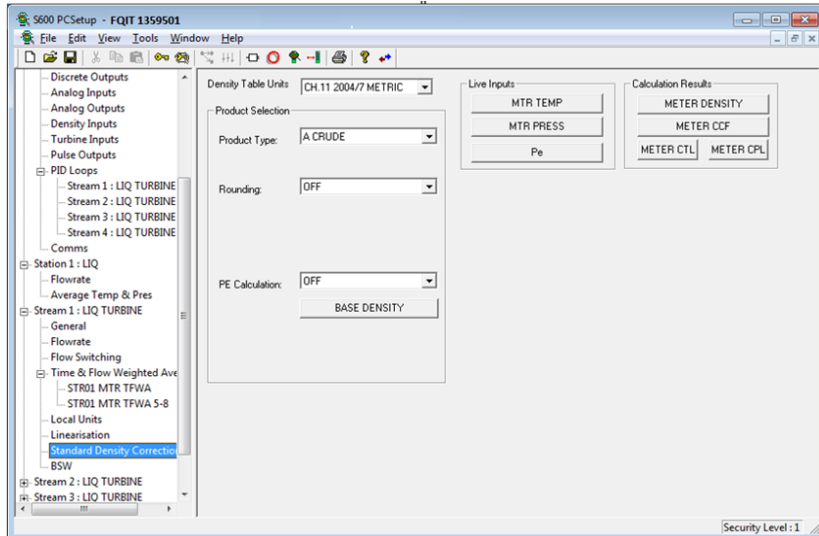 S600 PCSetup - FQIT 1359501
File Edit View Tools Window Help
Discrete Outputs
Analog Inputs
Analog Outputs
Density Inputs
Turbine Inputs
Pulse Outputs
PID Loops
Stream 1 : LIQ TURBINE
Stream 2 : LIQ TURBINE
Stream 3 : LIQ TURBINE
Stream 4 : LIQ TURBINE
Comms
Station 1 : LIQ
Flowrate
Average Temp & Pres
Stream 1 : LIQ TURBINE
General
Flowrate
Flow Switching
Time & Flow Weighted Ave
STR01 MTR TFWA
STR01 MTR TFWA 5-8
Local Units
Linearisation
Standard Density Correction
BSW
Stream 2 : LIQ TURBINE
Stream 3 : LIQ TURBINE
Density Table Units CH.11 2004/7 METRIC
Product Selection
Product Type: A CRUDE
Rounding: OFF
PE Calculation: OFF
BASE DENSITY
Live Inputs
MTR TEMP
MTR PRESS
Pe
Calculation Results
METER DENSITY
METER CCF
METER CTL METER CPL
Security Level : 1